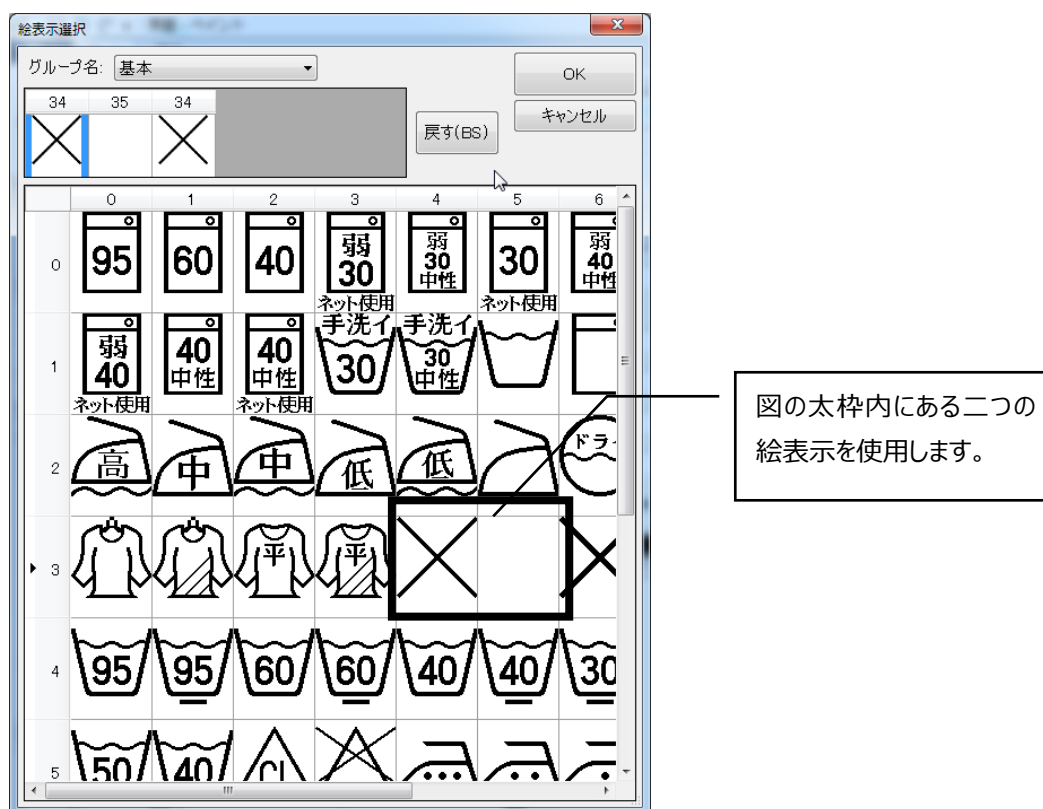 絵表示選択
グループ名: 基本
OK
34 35 34
キャンセル
戻す(BS)
0 1 2 3 4 5 6
0 95 60 40 弱 30 ネット使用 弱 30 中性 30 ネット使用 弱 40 中性
1 弱 40 ネット使用 40 中性 40 中性 ネット使用 手洗イ 30 手洗イ 30 中性
図の太枠内にある二つの
絵表示を使用します。
2 高 中 中 低 低 ドラ
3 平 平
4 95 95 60 60 40 40 30
5 50 40 Cl